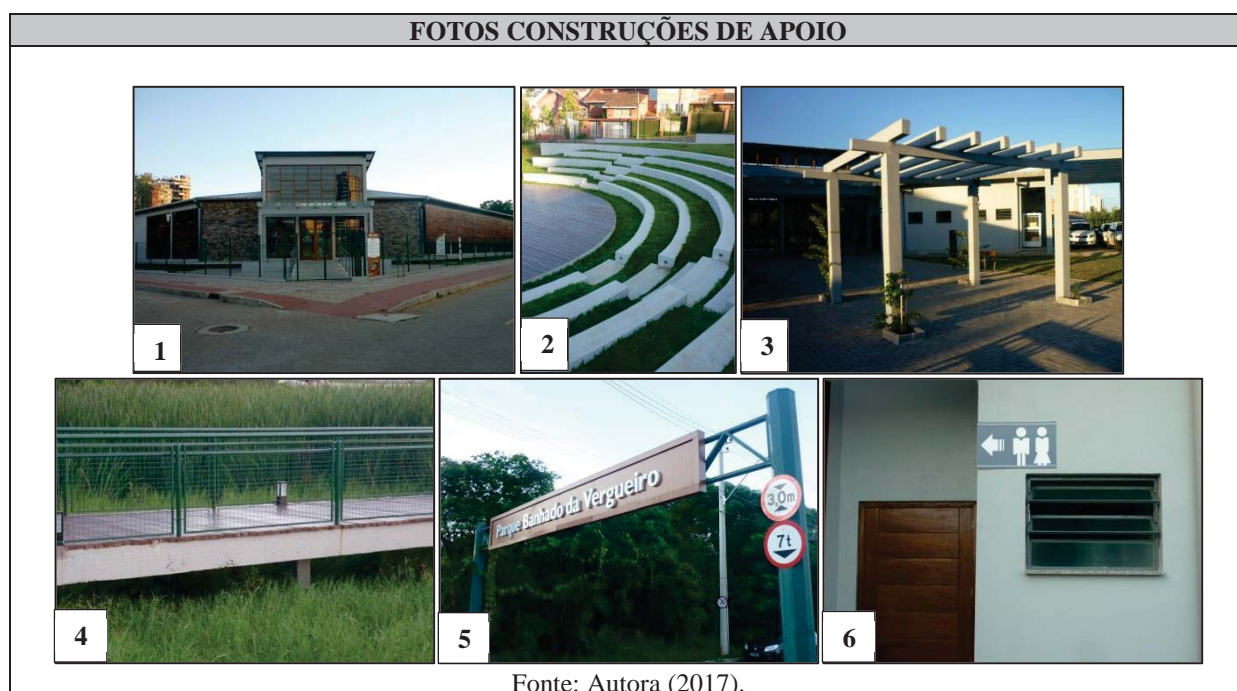 FOTOS CONSTRUÇÕES DE APOIO
1
2
3
4
5
6
Parque Banhado da Vergueiro
3,0m
7t
Fonte: Autora (2017).